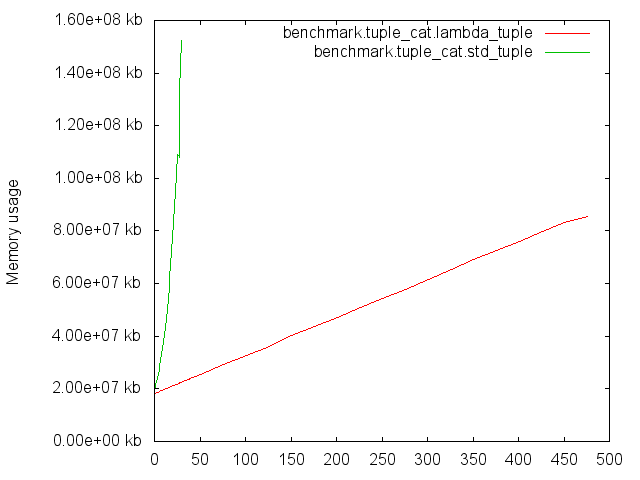 benchmark.tuple_cat.lambda_tuple
benchmark.tuple_cat.std_tuple
Memory usage
1.60e+08 kb
1.40e+08 kb
1.20e+08 kb
1.00e+08 kb
8.00e+07 kb
6.00e+07 kb
4.00e+07 kb
2.00e+07 kb
0.00e+00 kb
0 50 100 150 200 250 300 350 400 450 500